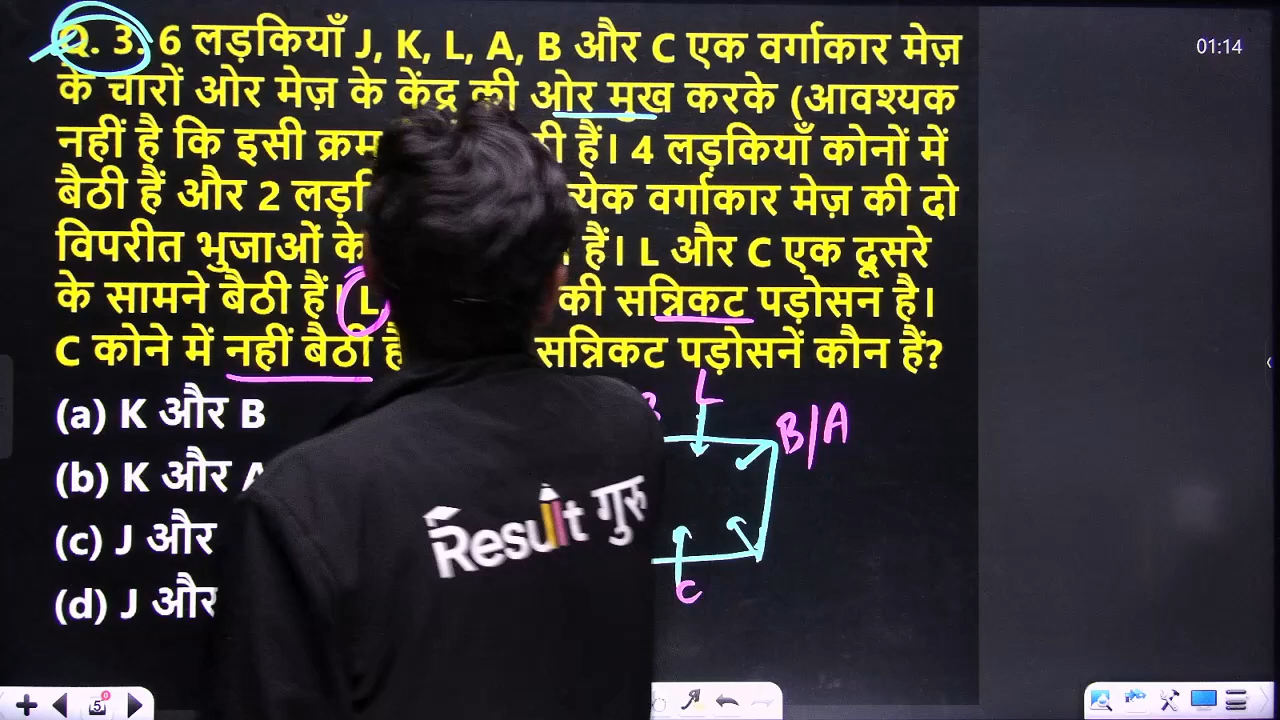 Q. 3. 6 लड़कियाँ J, K, L, A, B और C एक वर्गाकार मेज़
01:14
के चारों ओर मेज़ के केंद्र की ओर मुख करके (आवश्यक
नहीं है कि इसी क्रम हैं। 4 लड़कियाँ कोनों में
बैठी हैं और 2 वर्गाकार मेज़ की दो
विपरीत भुजाओं के हैं। L और C एक दूसरे
के सामने बैठी हैं। L की सन्निकट पड़ोसन है।
C कोने में नहीं बैठी सन्निकट पड़ोसनें कौन हैं?
(a) K और B
(b) K और
(c) J और
(d) J और
L
B/A
C
Result गुरु
5